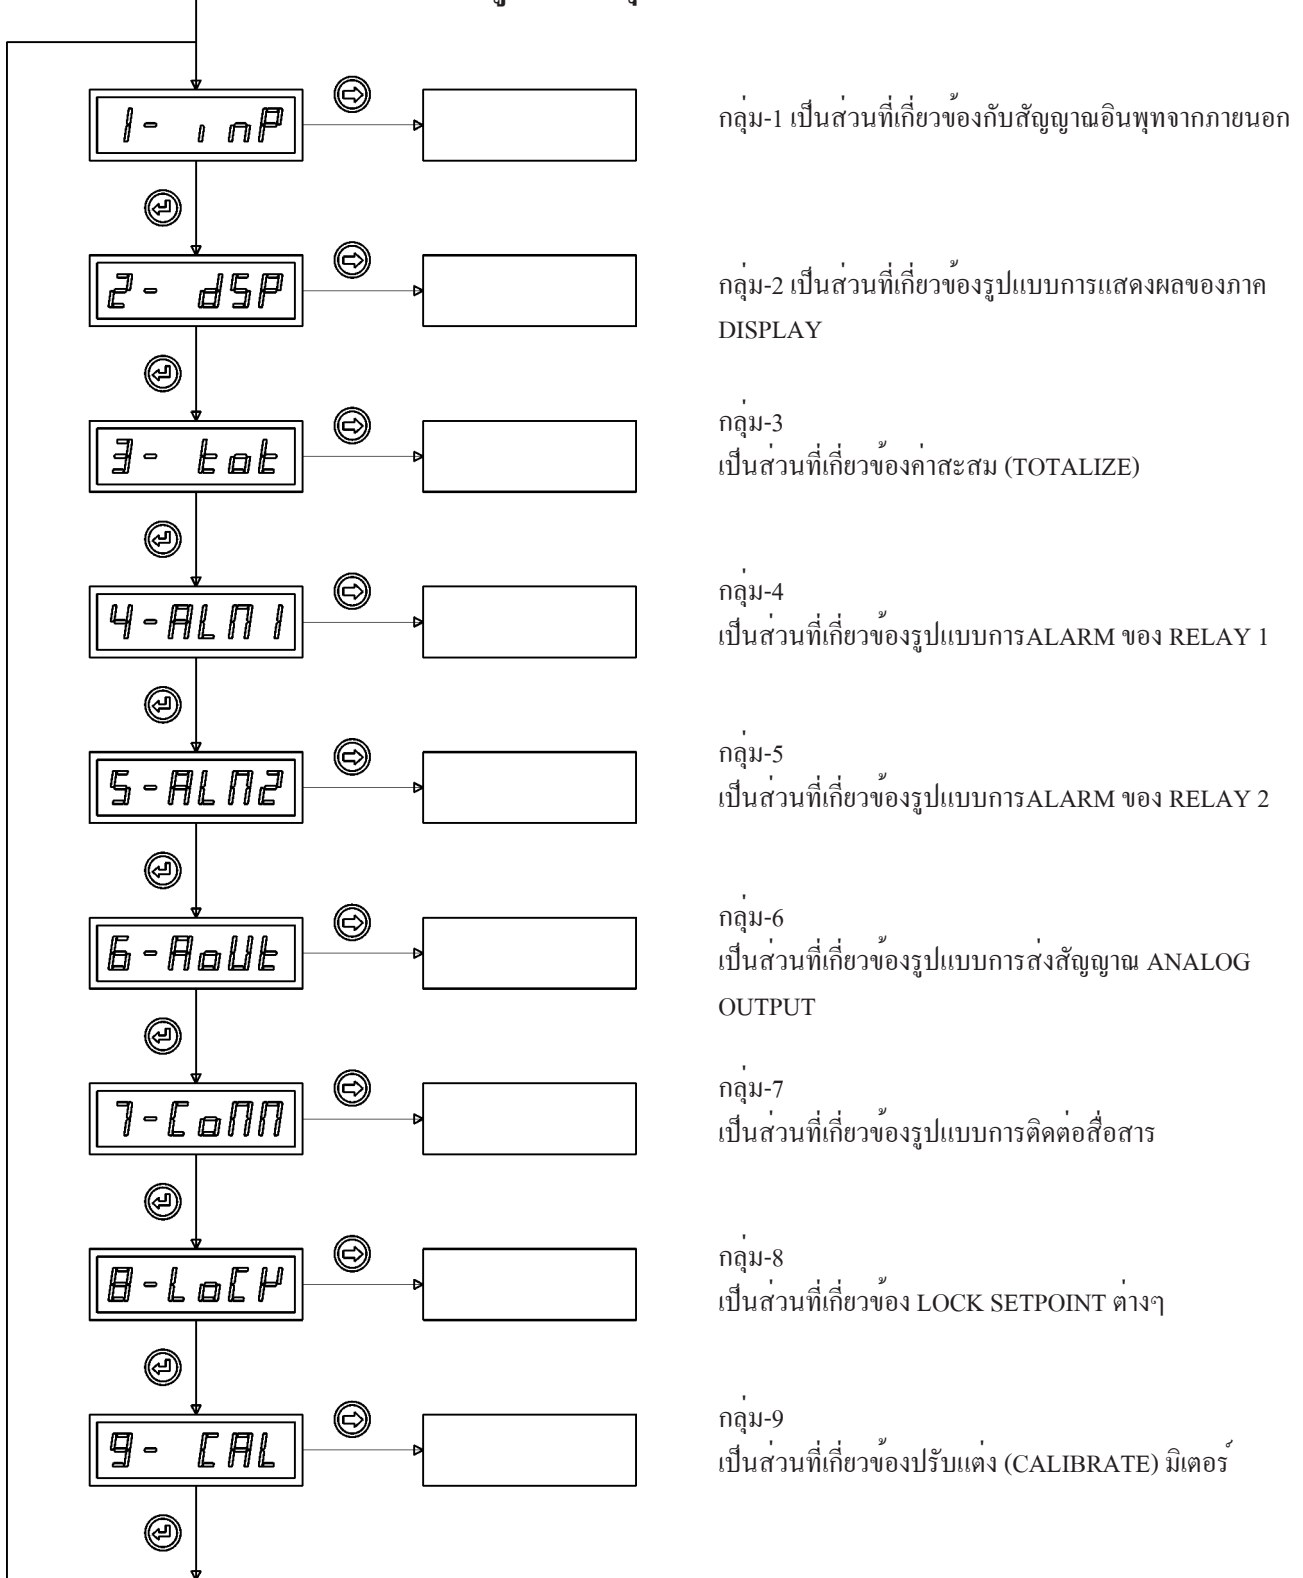 1- inP
กลุ่ม-1 เป็นส่วนที่เกี่ยวข้องกับสัญญาณอินพุทจากภายนอก
2- dSP
กลุ่ม-2 เป็นส่วนที่เกี่ยวข้องรูปแบบการแสดงผลของภาค
DISPLAY
3- tot
กลุ่ม-3
เป็นส่วนที่เกี่ยวข้องค่าสะสม (TOTALIZE)
4-ALM1
กลุ่ม-4
เป็นส่วนที่เกี่ยวข้องรูปแบบการALARM ของ RELAY 1
5-ALM2
กลุ่ม-5
เป็นส่วนที่เกี่ยวข้องรูปแบบการALARM ของ RELAY 2
6-AoUt
กลุ่ม-6
เป็นส่วนที่เกี่ยวข้องรูปแบบการส่งสัญญาณ ANALOG
OUTPUT
7-CoMM
กลุ่ม-7
เป็นส่วนที่เกี่ยวข้องรูปแบบการติดต่อสื่อสาร
8-LoCK
กลุ่ม-8
เป็นส่วนที่เกี่ยวข้อง LOCK SETPOINT ต่างๆ
9- CAL
กลุ่ม-9
เป็นส่วนที่เกี่ยวข้องปรับแต่ง (CALIBRATE) มิเตอร์